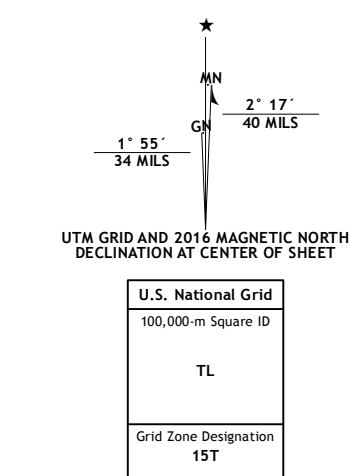 ★
MN
GN
2° 17´
40 MILS
1° 55´
34 MILS
UTM GRID AND 2016 MAGNETIC NORTH
DECLINATION AT CENTER OF SHEET
U.S. National Grid
100,000-m Square ID
TL
Grid Zone Designation
15T